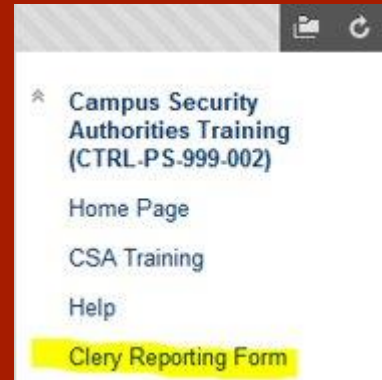 Campus Security
Authorities Training
(CTRL-PS-999-002)
Home Page
CSA Training
Help
Clery Reporting Form